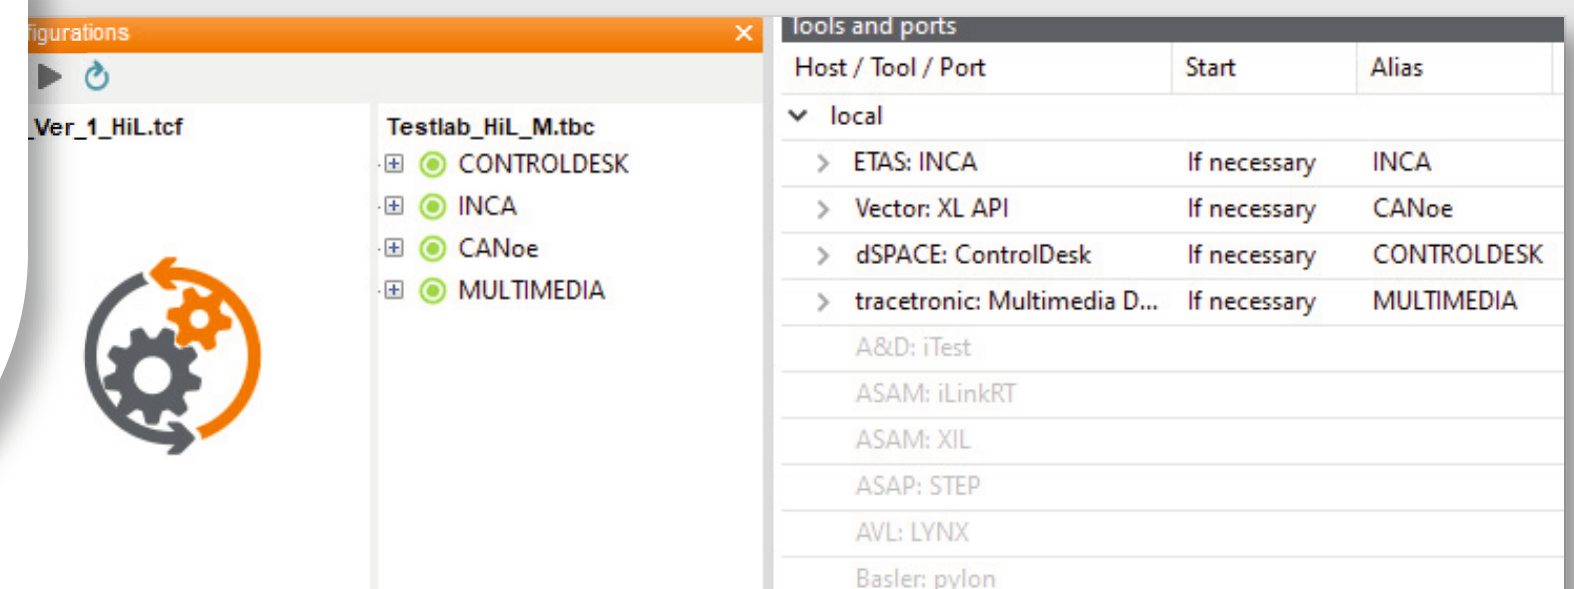 figurations
_Ver_1_HiL.tcf
Testlab_HiL_M.tbc
CONTROLDESK
INCA
CANoe
MULTIMEDIA
Tools and ports
Host / Tool / Port Start Alias
local
ETAS: INCA If necessary INCA
Vector: XL API If necessary CANoe
dSPACE: ControlDesk If necessary CONTROLDESK
tracetronic: Multimedia D... If necessary MULTIMEDIA
A&D: iTest
ASAM: iLinkRT
ASAM: XIL
ASAP: STEP
AVL: LYNX
Basler: pylon